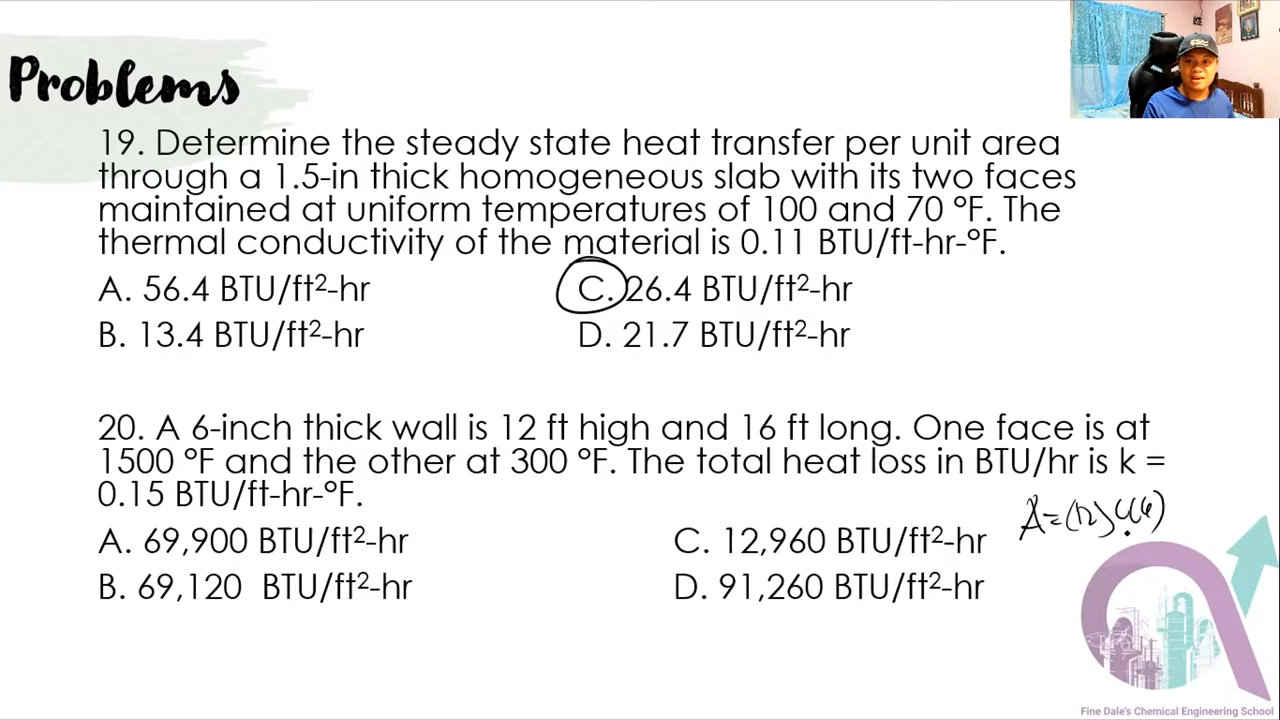 Problems
19. Determine the steady state heat transfer per unit area
through a 1.5-in thick homogeneous slab with its two faces
maintained at uniform temperatures of 100 and 70 °F. The
thermal conductivity of the material is 0.11 BTU/ft-hr-°F.
A. 56.4 BTU/ft²-hr
C. 26.4 BTU/ft²-hr
B. 13.4 BTU/ft²-hr
D. 21.7 BTU/ft²-hr
20. A 6-inch thick wall is 12 ft high and 16 ft long. One face is at
1500 °F and the other at 300 °F. The total heat loss in BTU/hr is k =
0.15 BTU/ft-hr-°F.
A=(12)(16)
A. 69,900 BTU/ft²-hr
C. 12,960 BTU/ft²-hr
B. 69,120 BTU/ft²-hr
D. 91,260 BTU/ft²-hr
Fine Dale's Chemical Engineering School